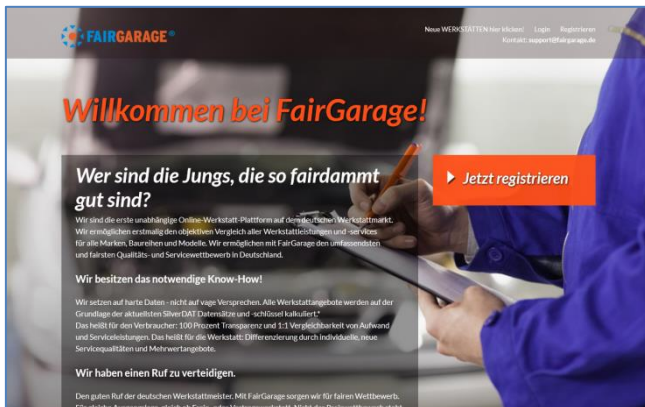 FAIRGARAGE
Neue WERKSTÄTTEN hier klicken! Login Registrieren
Kontakt: support@fairgarage.de
Willkommen bei FairGarage!
Wer sind die Jungs, die so fairdammt
gut sind?
Jetzt registrieren
Wir sind die erste unabhängige Online-Werkstatt-Plattform auf dem deutschen Werkstattmarkt.
Wir ermöglichen erstmalig den objektiven Vergleich aller Werkstattleistungen und -services
für alle Marken, Baureihen und Modelle. Wir ermöglichen mit FairGarage den umfassendsten
und fairsten Qualitäts- und Servicewettbewerb in Deutschland.
Wir besitzen das notwendige Know-How!
Wir setzen auf harte Daten - nicht auf vage Versprechen. Alle Werkstattangebote werden auf der
Grundlage der aktuellsten SilverDAT Datensätze und -schlüssel kalkuliert.*
Das heißt für den Verbraucher: 100 Prozent Transparenz und 1:1 Vergleichbarkeit von Aufwand
und Serviceleistungen. Das heißt für die Werkstatt: Differenzierung durch individuelle, neue
Servicequalitäten und Mehrwertangebote.
Wir haben einen Ruf zu verteidigen.
Den guten Ruf der deutschen Werkstattmeister. Mit FairGarage sorgen wir für fairen Wettbewerb.